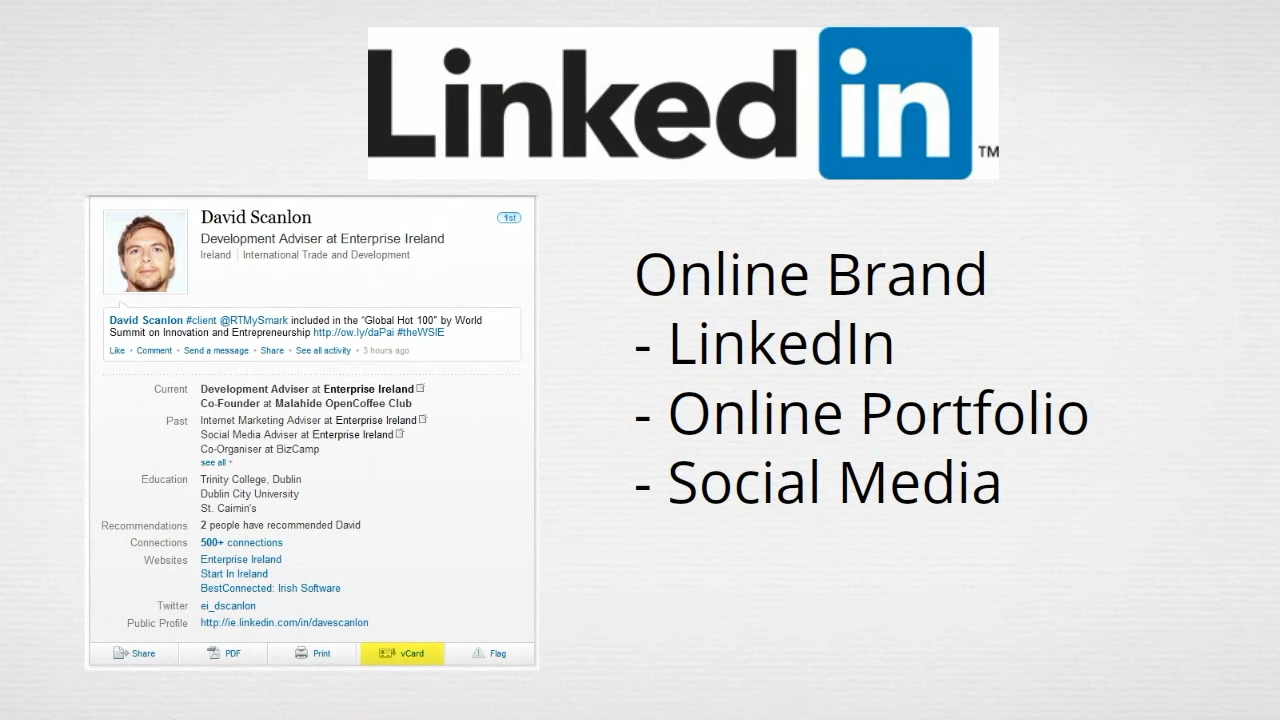 Linked in ™
David Scanlon
1st
Development Adviser at Enterprise Ireland
Ireland | International Trade and Development
David Scanlon #client @RTMySmark included in the "Global Hot 100" by World
Summit on Innovation and Entrepreneurship http://ow.ly/daPai #theWSIE
Like • Comment • Send a message • Share • See all activity • 3 hours ago
Current Development Adviser at Enterprise Ireland
Co-Founder at Malahide OpenCoffee Club
Past Internet Marketing Adviser at Enterprise Ireland
Social Media Adviser at Enterprise Ireland
Co-Organiser at BizCamp
see all
Education Trinity College, Dublin
Dublin City University
St. Caimin's
Recommendations 2 people have recommended David
Connections 500+ connections
Websites Enterprise Ireland
Start In Ireland
BestConnected: Irish Software
Twitter ei_dscanlon
Public Profile http://ie.linkedin.com/in/davescanlon
Share PDF Print vCard Flag
Online Brand
- LinkedIn
- Online Portfolio
- Social Media